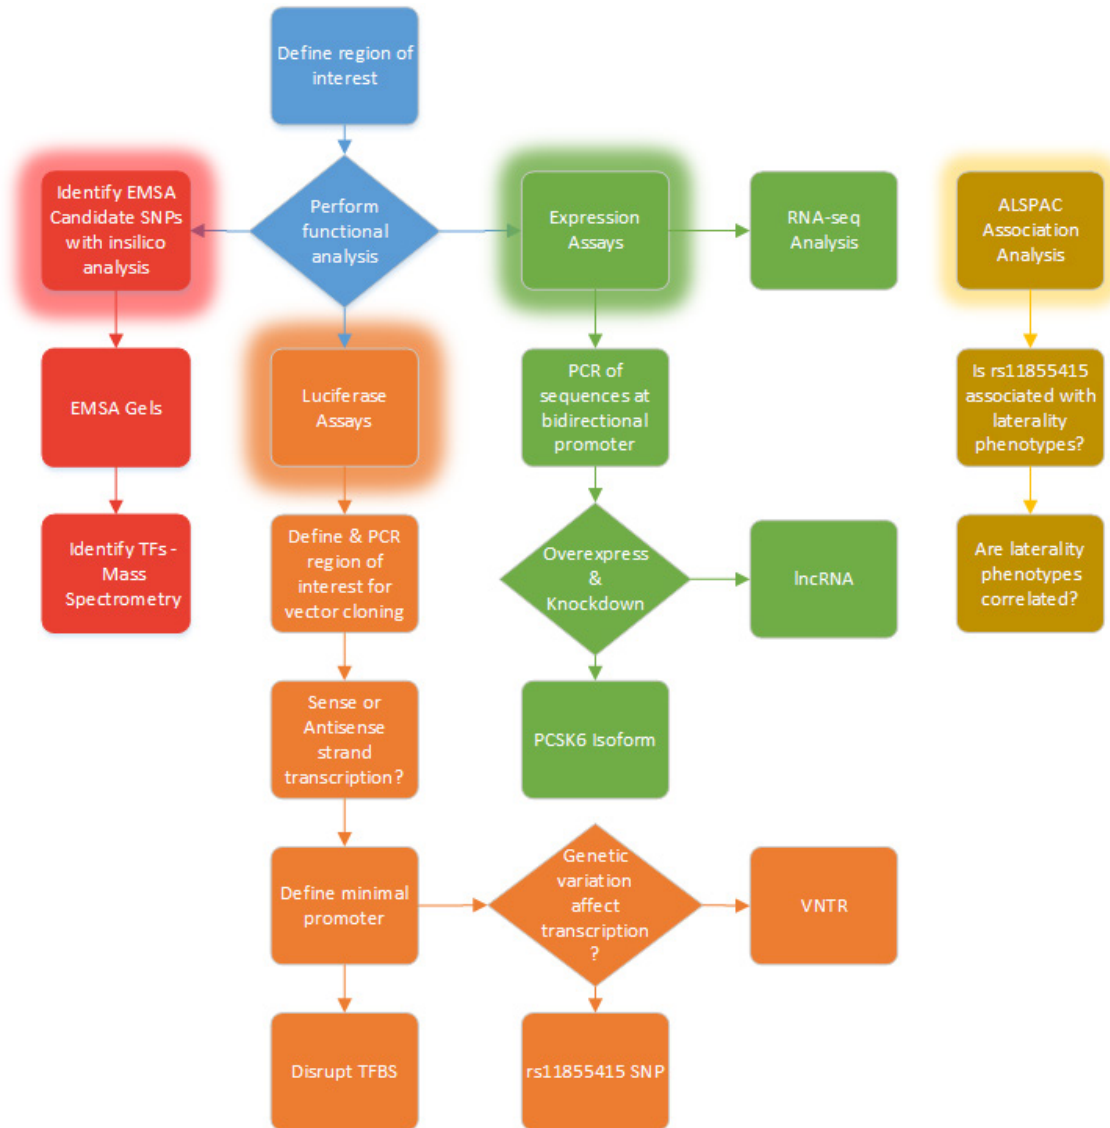 Define region of
interest
Identify EMSA
Candidate SNPs
with insilico
analysis
Perform
functional
analysis
Expression
Assays
RNA-seq
Analysis
ALSPAC
Association
Analysis
EMSA Gels
Luciferase
Assays
PCR of
sequences at
bidirectional
promoter
Is rs11855415
associated with
laterality
phenotypes?
Identify TFs -
Mass
Spectrometry
Define & PCR
region of
interest for
vector cloning
Overexpress
&
Knockdown
lncRNA
Are laterality
phenotypes
correlated?
Sense or
Antisense
strand
transcription?
PCSK6 Isoform
Define minimal
promoter
Genetic
variation
affect
transcription
?
VNTR
Disrupt TFBS
rs11855415 SNP